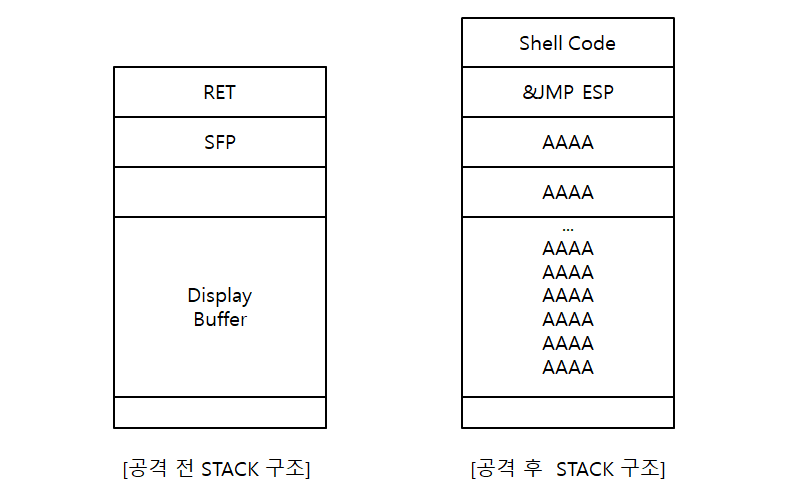 RET
SFP
Display
Buffer
[공격 전 STACK 구조]
Shell Code
&JMP ESP
AAAA
AAAA
...
AAAA
AAAA
AAAA
AAAA
AAAA
AAAA
[공격 후 STACK 구조]